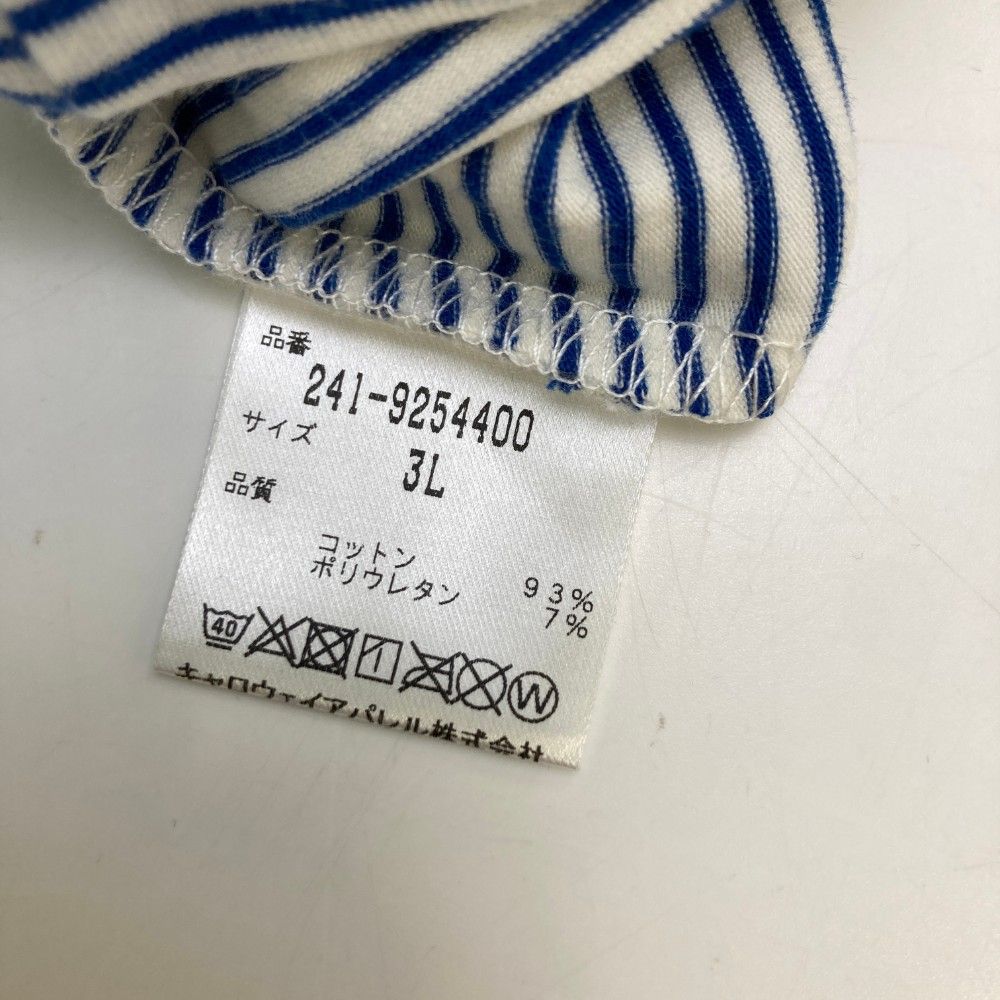 品番
241-9254400
サイズ
3L
品質
コットン 93%
ポリウレタン 7%
40
W
キャロウェイアパレル株式会社